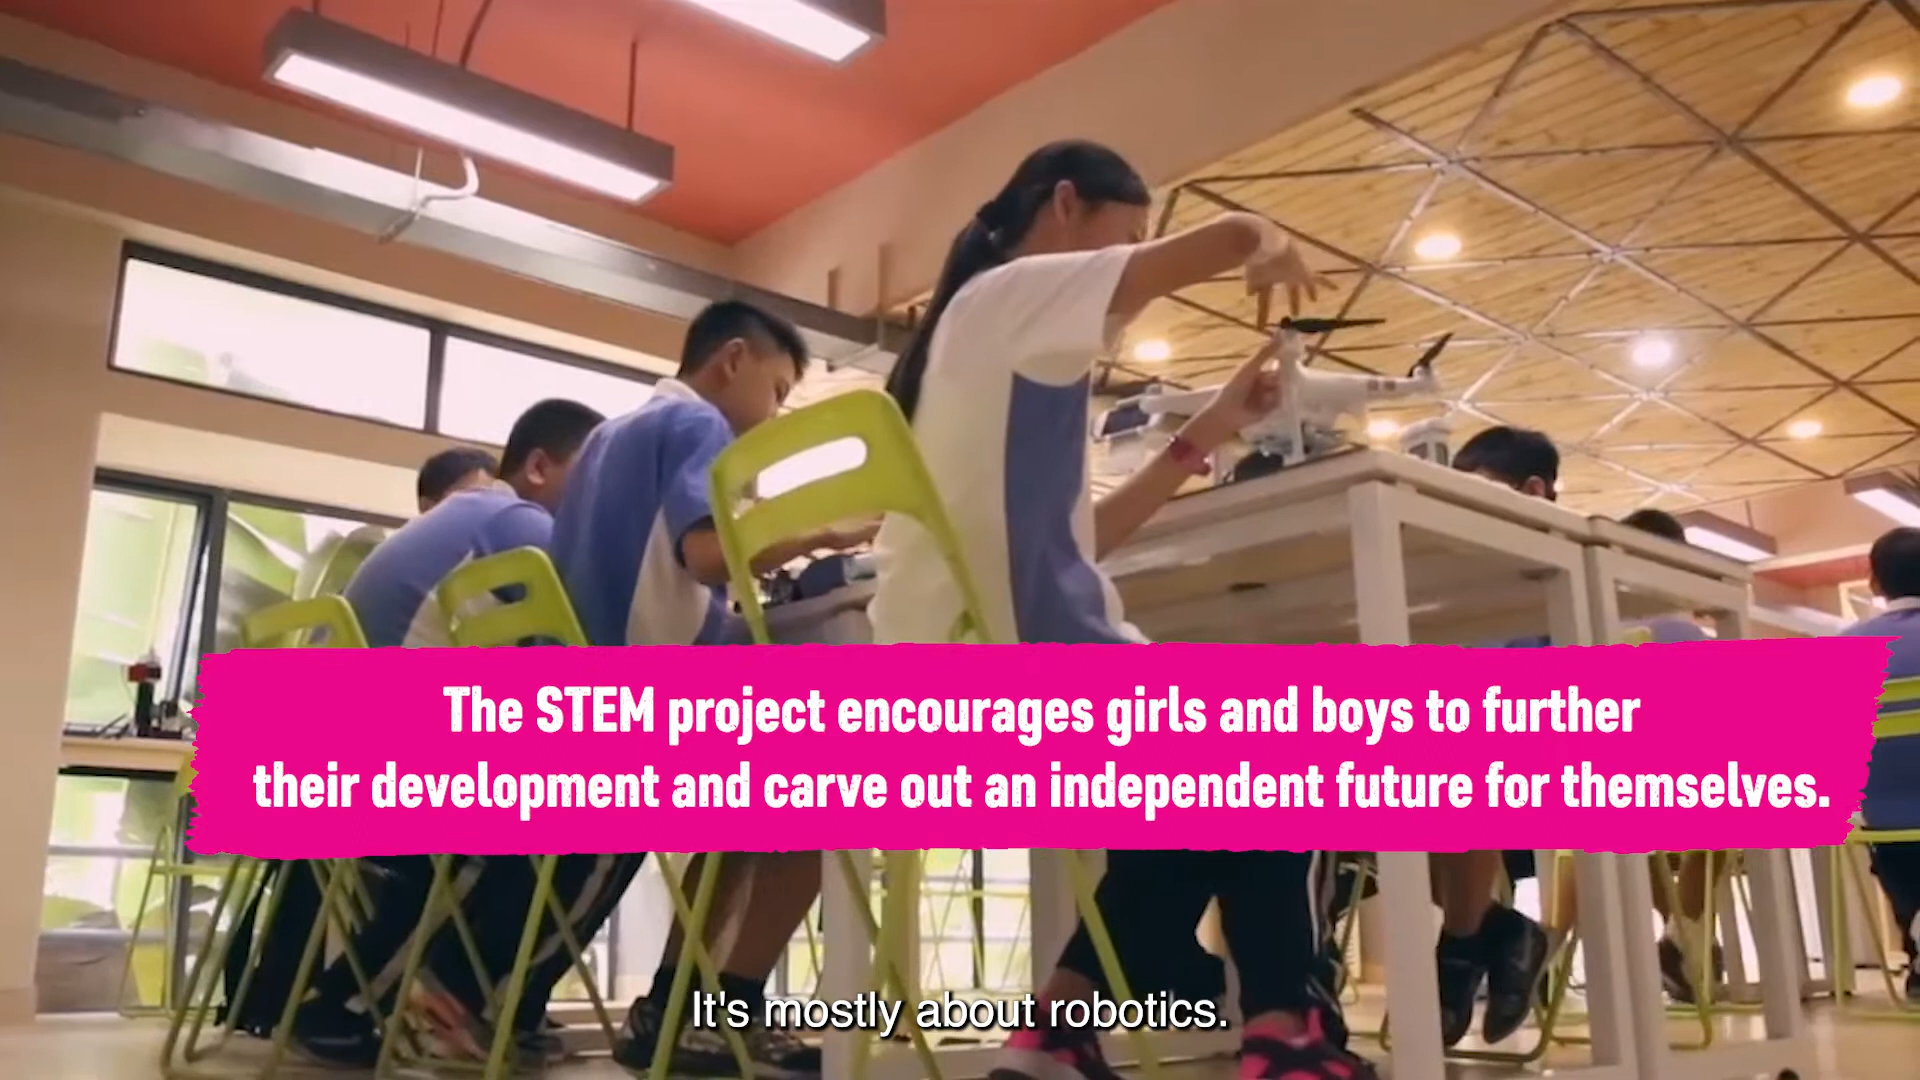 The STEM project encourages girls and boys to further
their development and carve out an independent future for themselves.
It's mostly about robotics.